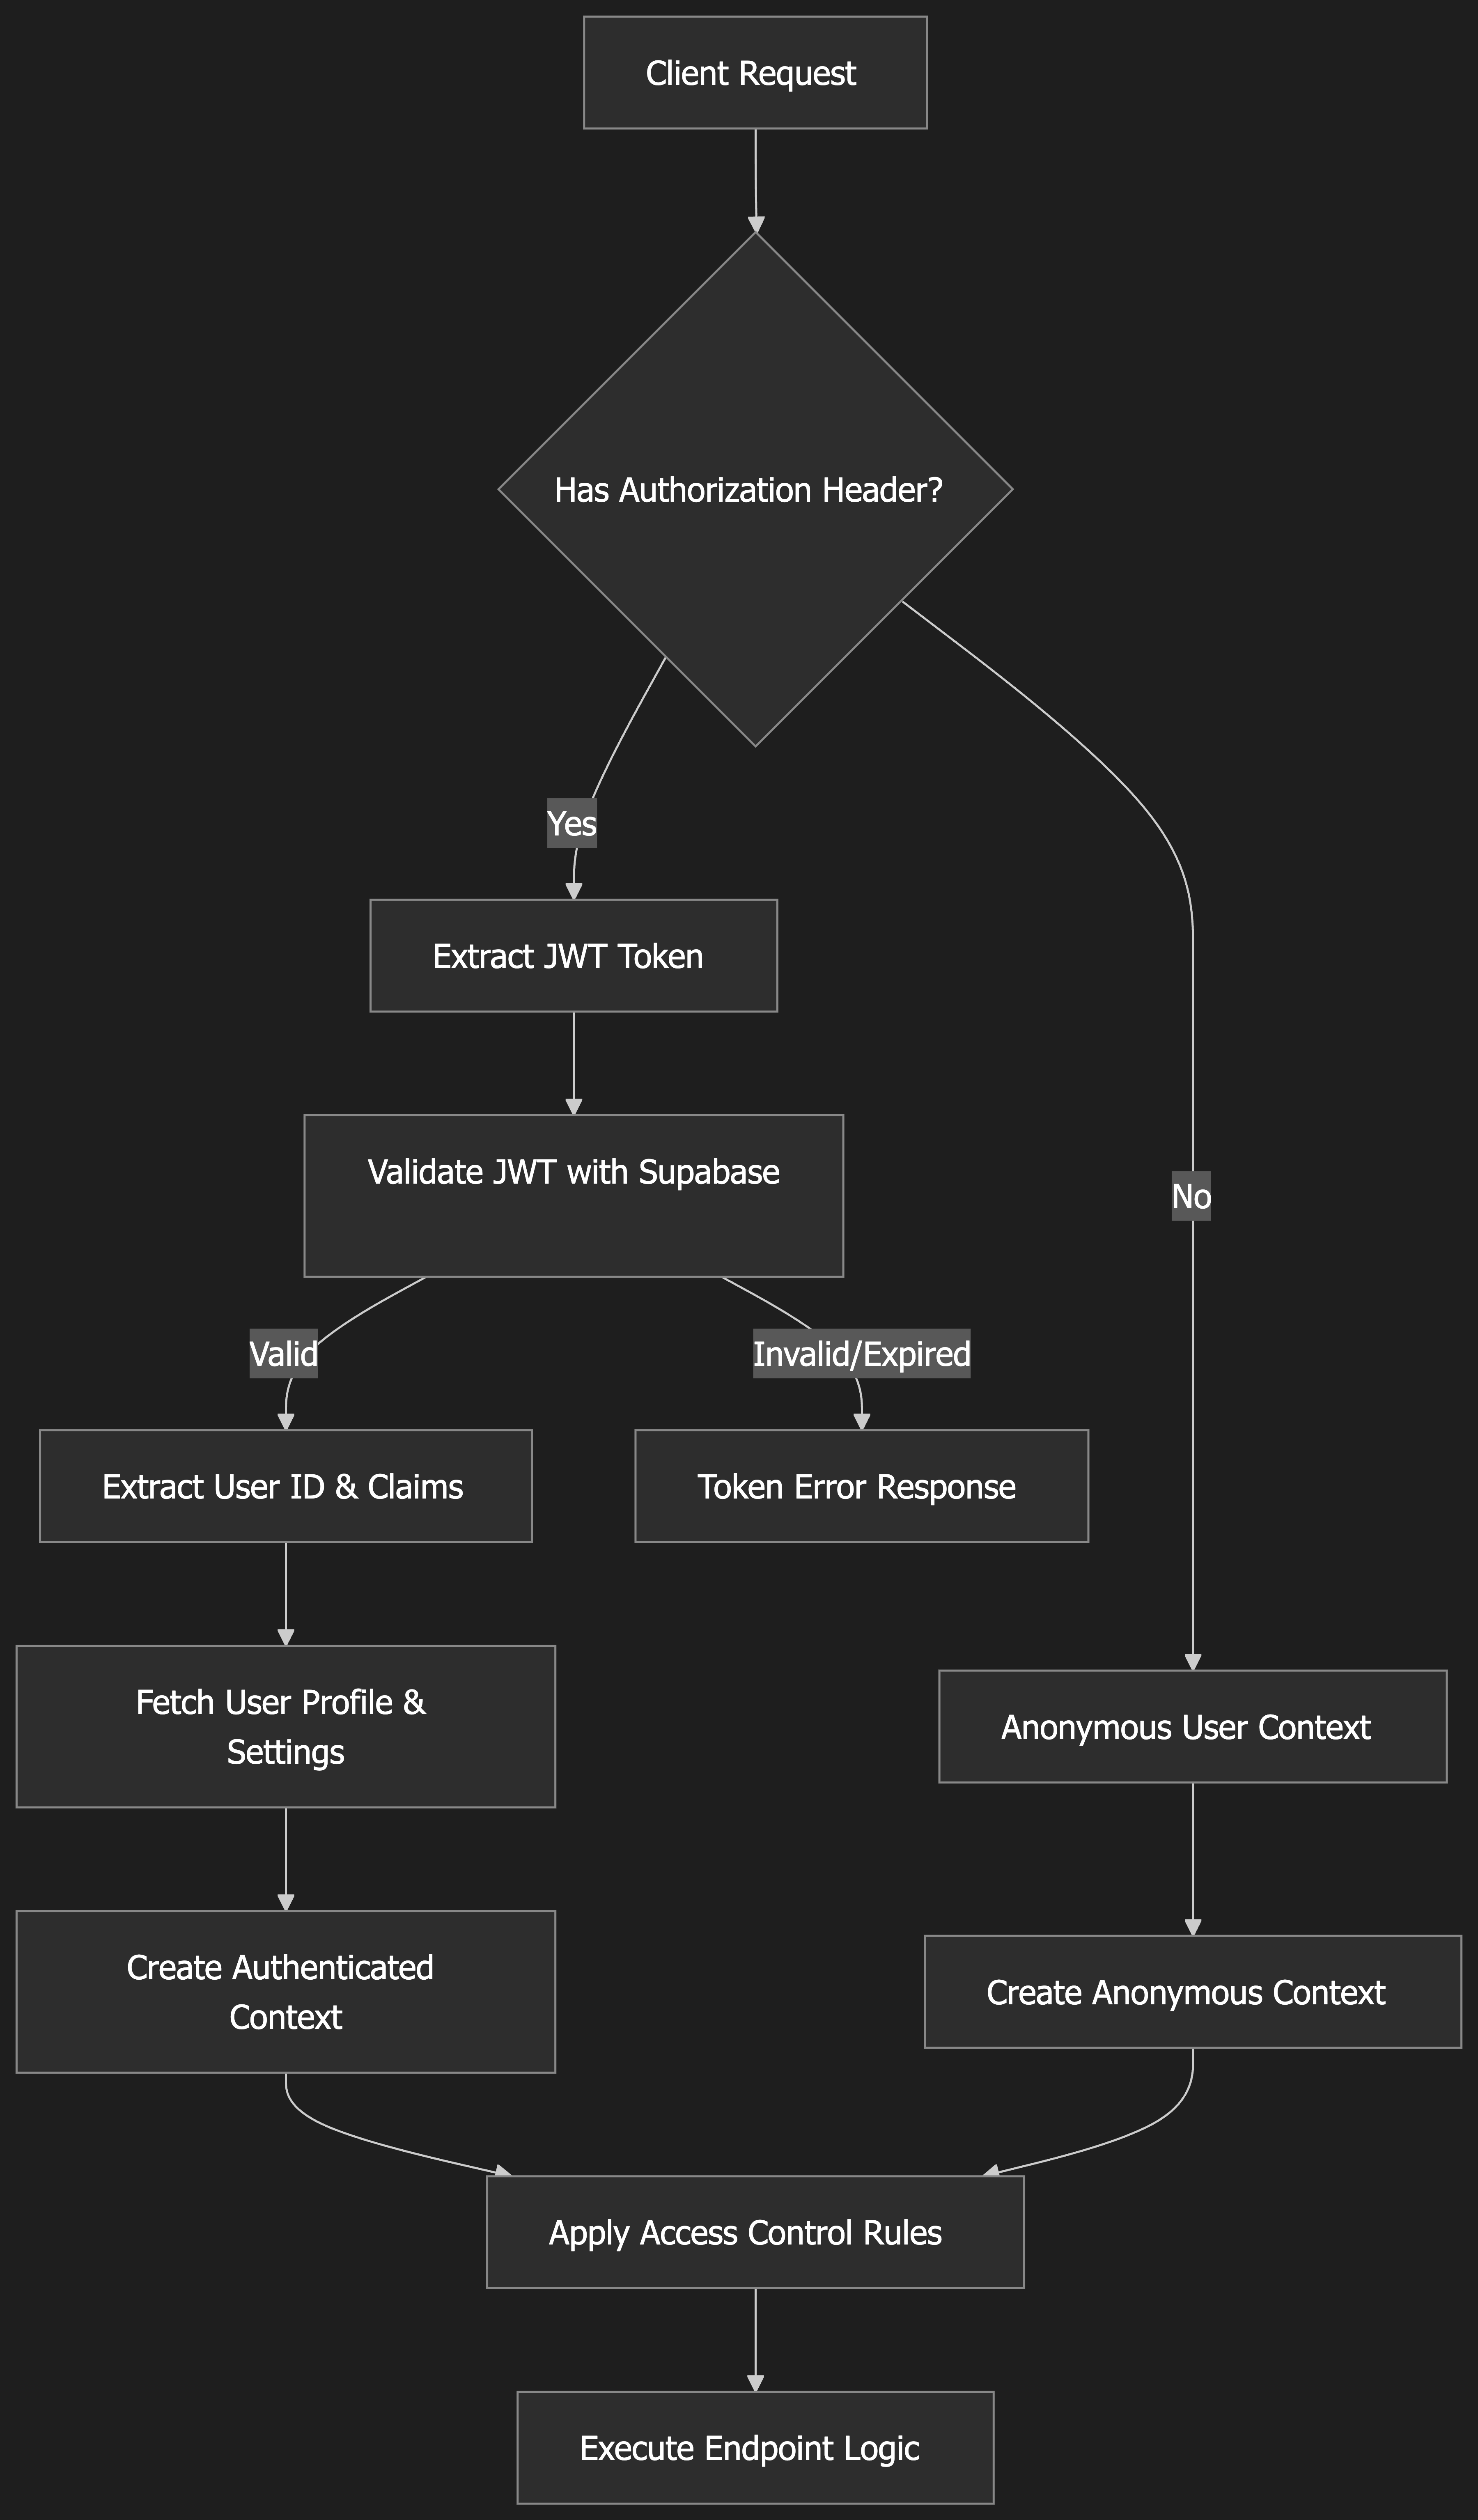 Client Request
Has Authorization Header?
Yes
No
Extract JWT Token
Validate JWT with Supabase
Valid
Invalid/Expired
Extract User ID & Claims
Token Error Response
Fetch User Profile &
Settings
Anonymous User Context
Create Authenticated
Context
Create Anonymous Context
Apply Access Control Rules
Execute Endpoint Logic